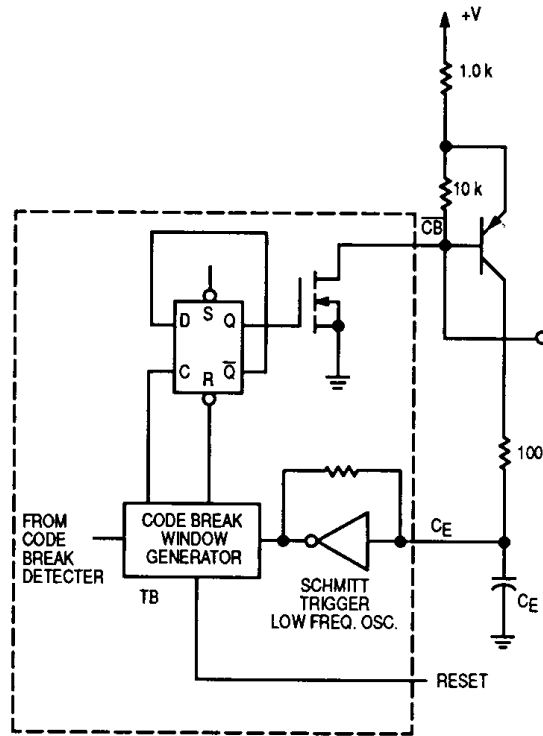 +V
1.0 k
10 k
CB
D
S
Q
C
R
Q
FROM
CODE
BREAK
DETECTER
CODE BREAK
WINDOW
GENERATOR
TB
SCHMITT
TRIGGER
LOW FREQ. OSC.
CE
100
CE
RESET